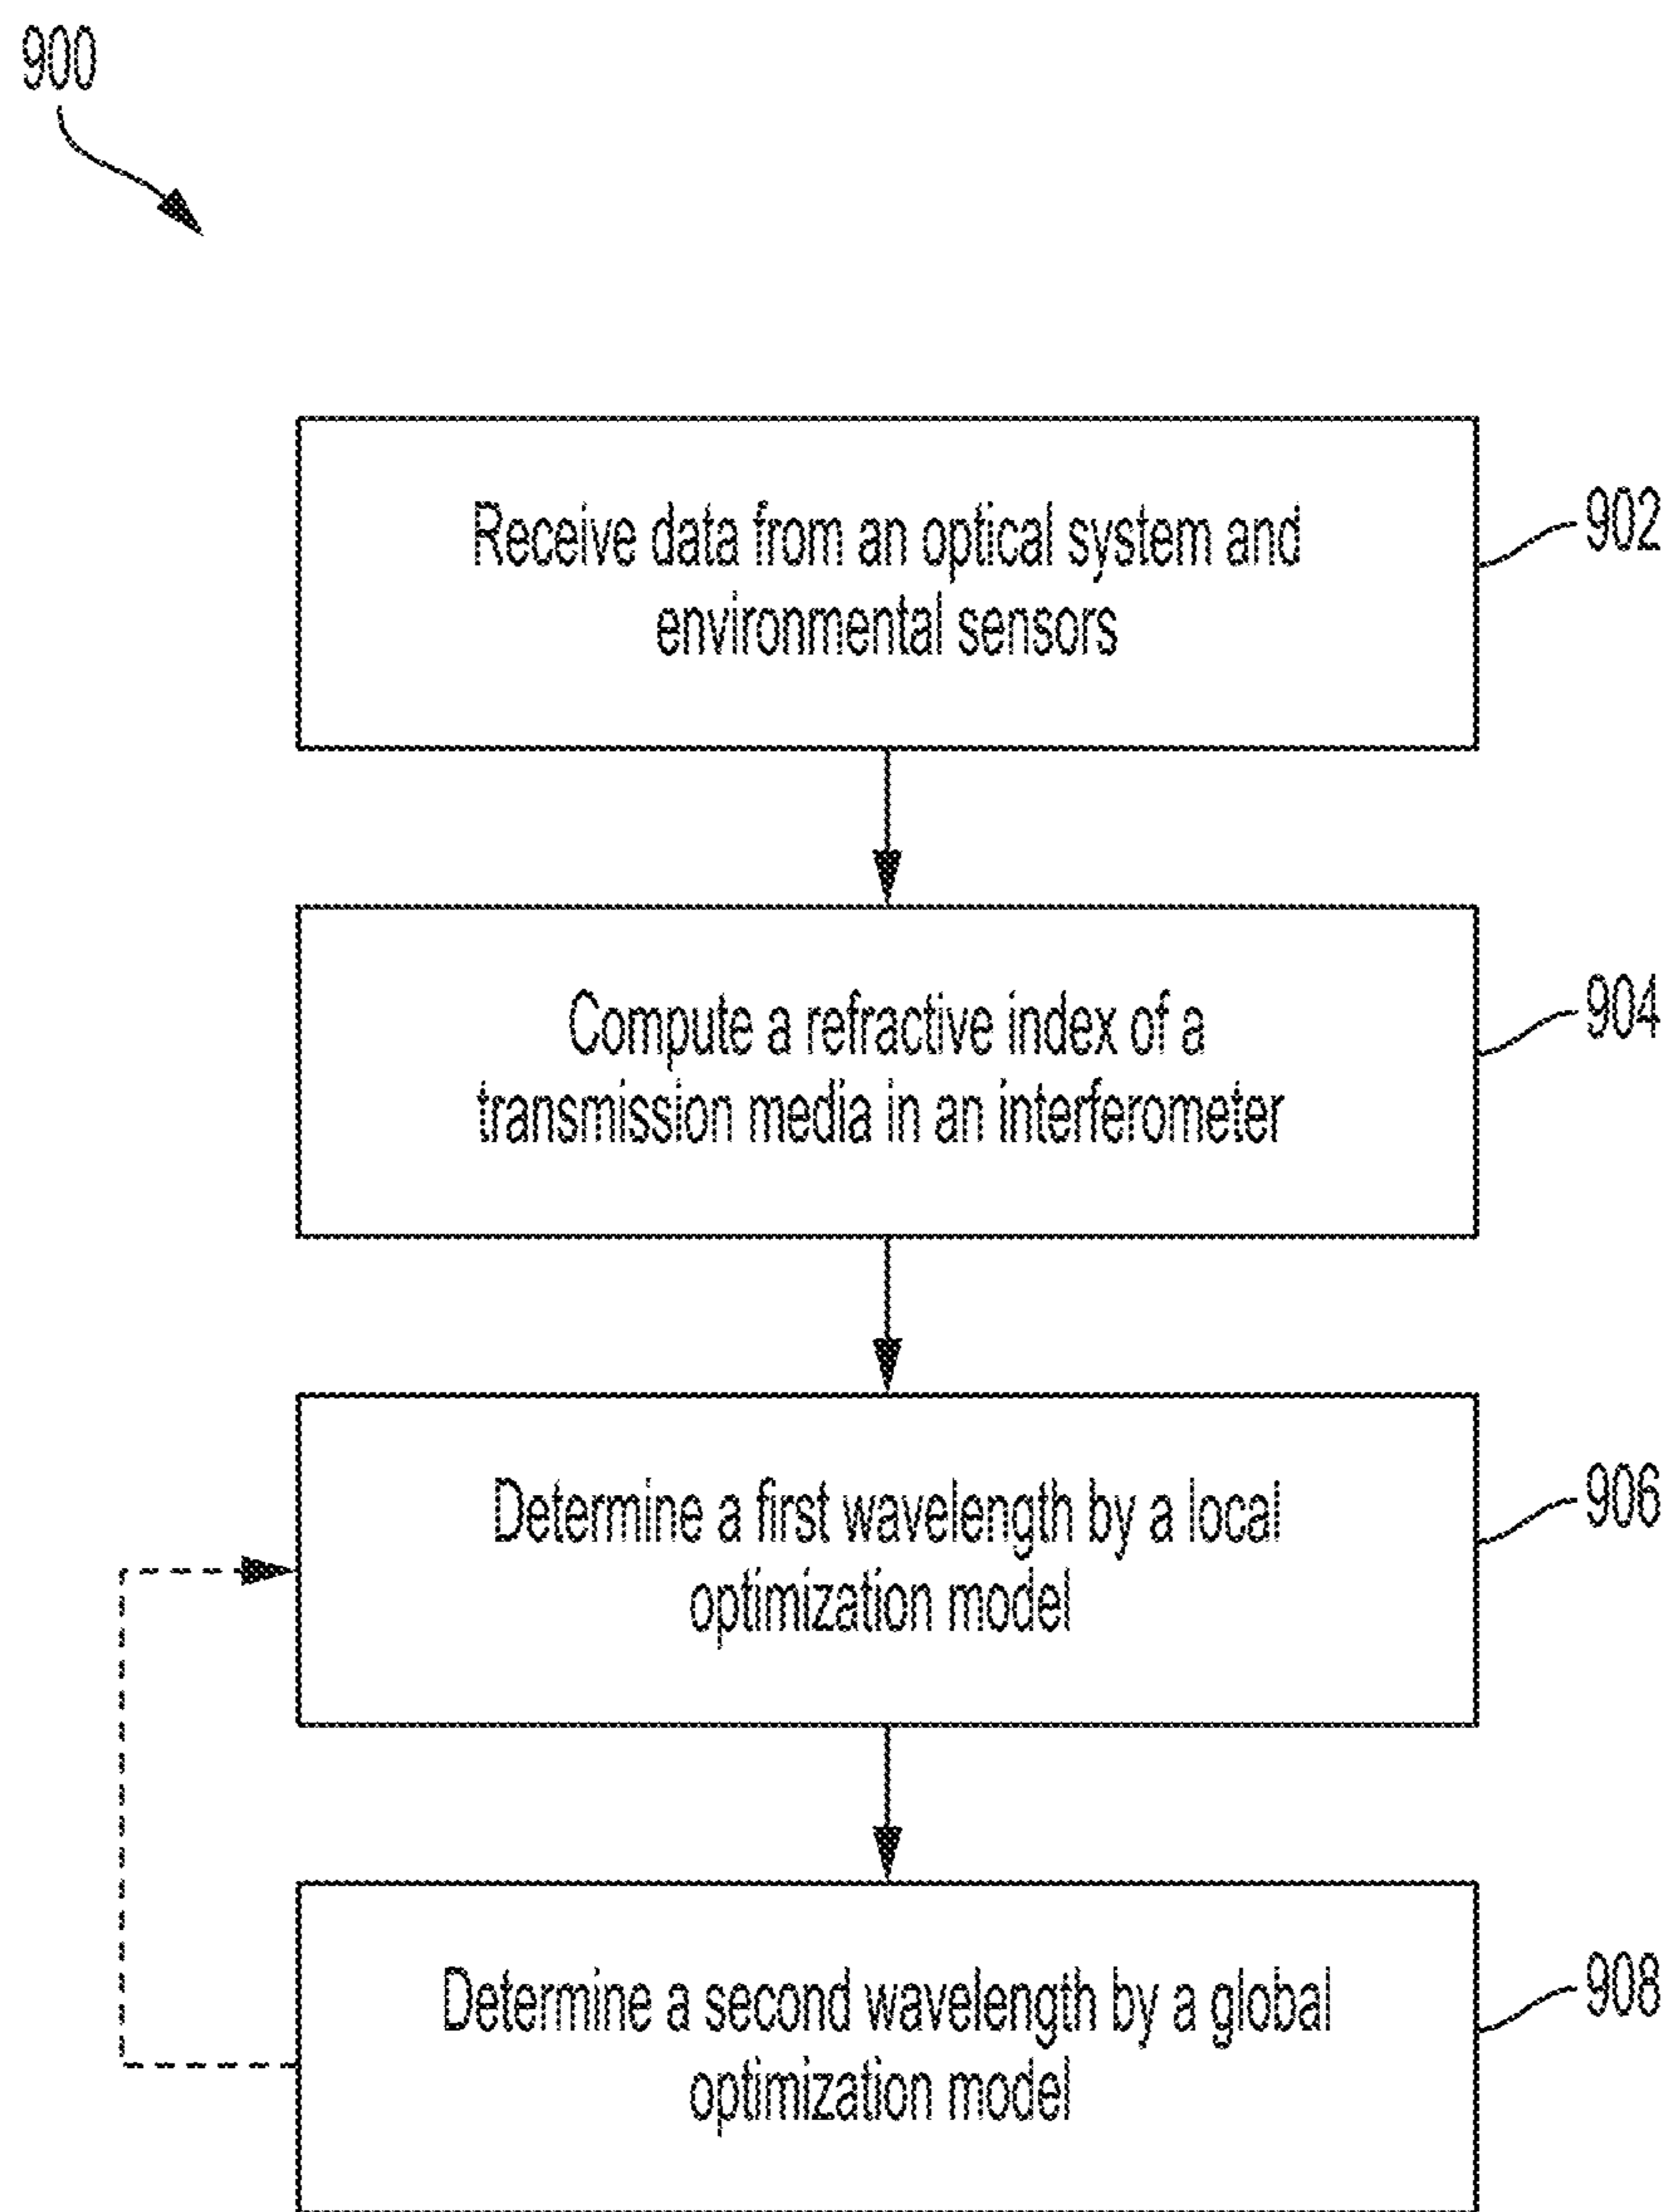 900
Receive data from an optical system and
environmental sensors
902
Compute a refractive index of a
transmission media in an interferometer
904
Determine a first wavelength by a local
optimization model
906
Determine a second wavelength by a global
optimization model
908